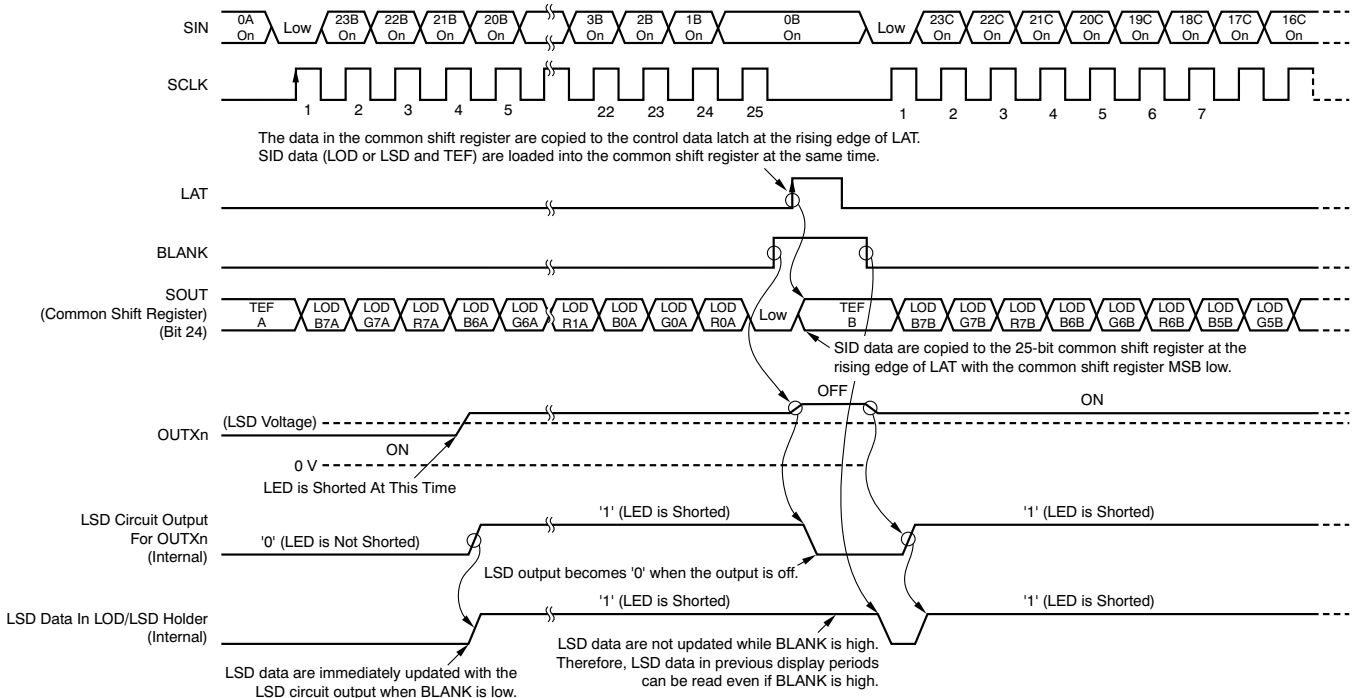 SIN
0A On
Low
23B On
22B On
21B On
20B On
3B On
2B On
1B On
0B On
Low
23C On
22C On
21C On
20C On
19C On
18C On
17C On
16C On
SCLK
1 2 3 4 5 22 23 24 25 1 2 3 4 5 6 7
The data in the common shift register are copied to the control data latch at the rising edge of LAT.
SID data (LOD or LSD and TEF) are loaded into the common shift register at the same time.
LAT
BLANK
SOUT
(Common Shift Register)
(Bit 24)
TEF A
LOD B7A
LOD G7A
LOD R7A
LOD B6A
LOD G6A
LOD R1A
LOD B0A
LOD G0A
LOD R0A
Low
TEF B
LOD B7B
LOD G7B
LOD R7B
LOD B6B
LOD G6B
LOD R6B
LOD B5B
LOD G5B
SID data are copied to the 25-bit common shift register at the
rising edge of LAT with the common shift register MSB low.
OFF
ON
(LSD Voltage)
OUTXn
ON
0 V
LED is Shorted At This Time
LSD Circuit Output
For OUTXn
(Internal)
'0' (LED is Not Shorted)
'1' (LED is Shorted)
'1' (LED is Shorted)
LSD output becomes '0' when the output is off.
LSD Data In LOD/LSD Holder
(Internal)
'1' (LED is Shorted)
'1' (LED is Shorted)
LSD data are immediately updated with the
LSD circuit output when BLANK is low.
LSD data are not updated while BLANK is high.
Therefore, LSD data in previous display periods
can be read even if BLANK is high.